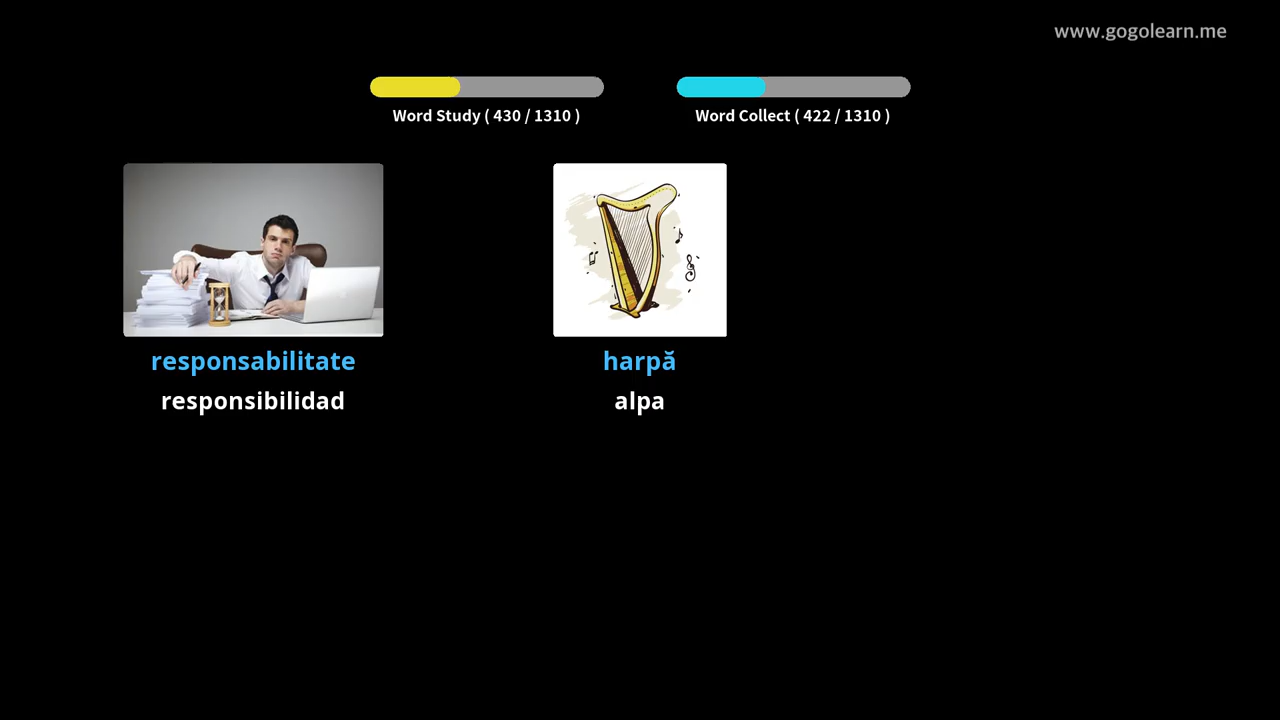 www.gogolearn.me
Word Study ( 430 / 1310 )
Word Collect ( 422 / 1310 )
responsabilitate
responsibilidad
harpă
alpa